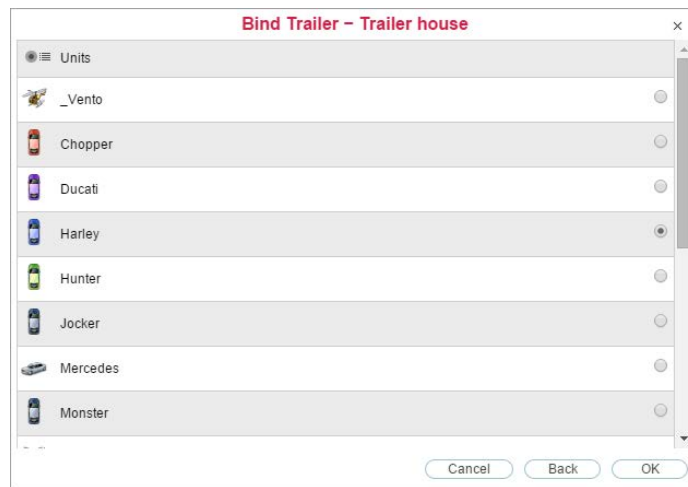 Bind Trailer – Trailer house
Units
_Vento
Chopper
Ducati
Harley
Hunter
Jocker
Mercedes
Monster
Cancel Back OK